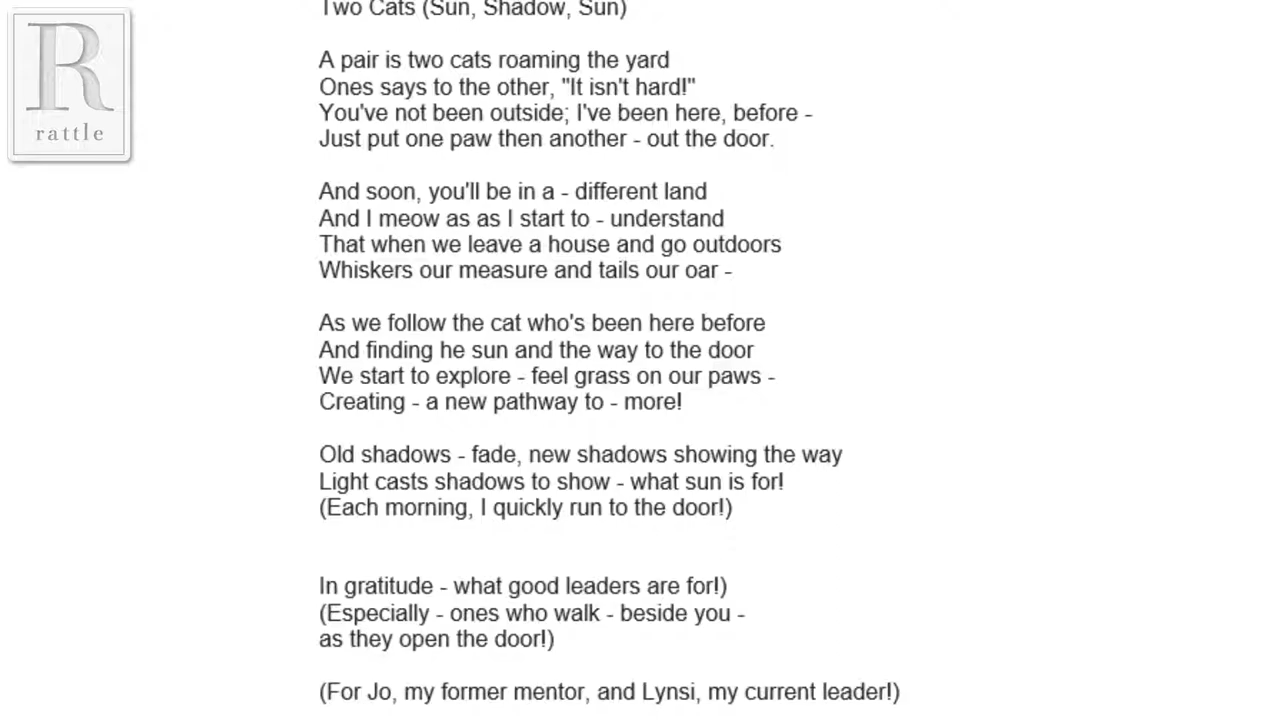 Two Cats (Sun, Shadow, Sun)
R
rattle
A pair is two cats roaming the yard
Ones says to the other, "It isn't hard!"
You've not been outside; I've been here, before -
Just put one paw then another - out the door.
And soon, you'll be in a - different land
And I meow as as I start to - understand
That when we leave a house and go outdoors
Whiskers our measure and tails our oar -
As we follow the cat who's been here before
And finding he sun and the way to the door
We start to explore - feel grass on our paws -
Creating - a new pathway to - more!
Old shadows - fade, new shadows showing the way
Light casts shadows to show - what sun is for!
(Each morning, I quickly run to the door!)
In gratitude - what good leaders are for!)
(Especially - ones who walk - beside you -
as they open the door!)
(For Jo, my former mentor, and Lynsi, my current leader!)